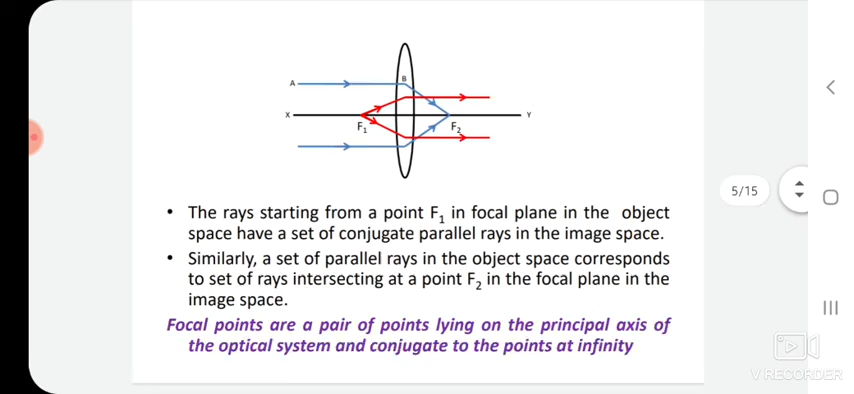 A
B
X
F1
F2
Y
5/15
• The rays starting from a point F1 in focal plane in the object
space have a set of conjugate parallel rays in the image space.
• Similarly, a set of parallel rays in the object space corresponds
to set of rays intersecting at a point F2 in the focal plane in the
image space.
Focal points are a pair of points lying on the principal axis of
the optical system and conjugate to the points at infinity
V RECORDER